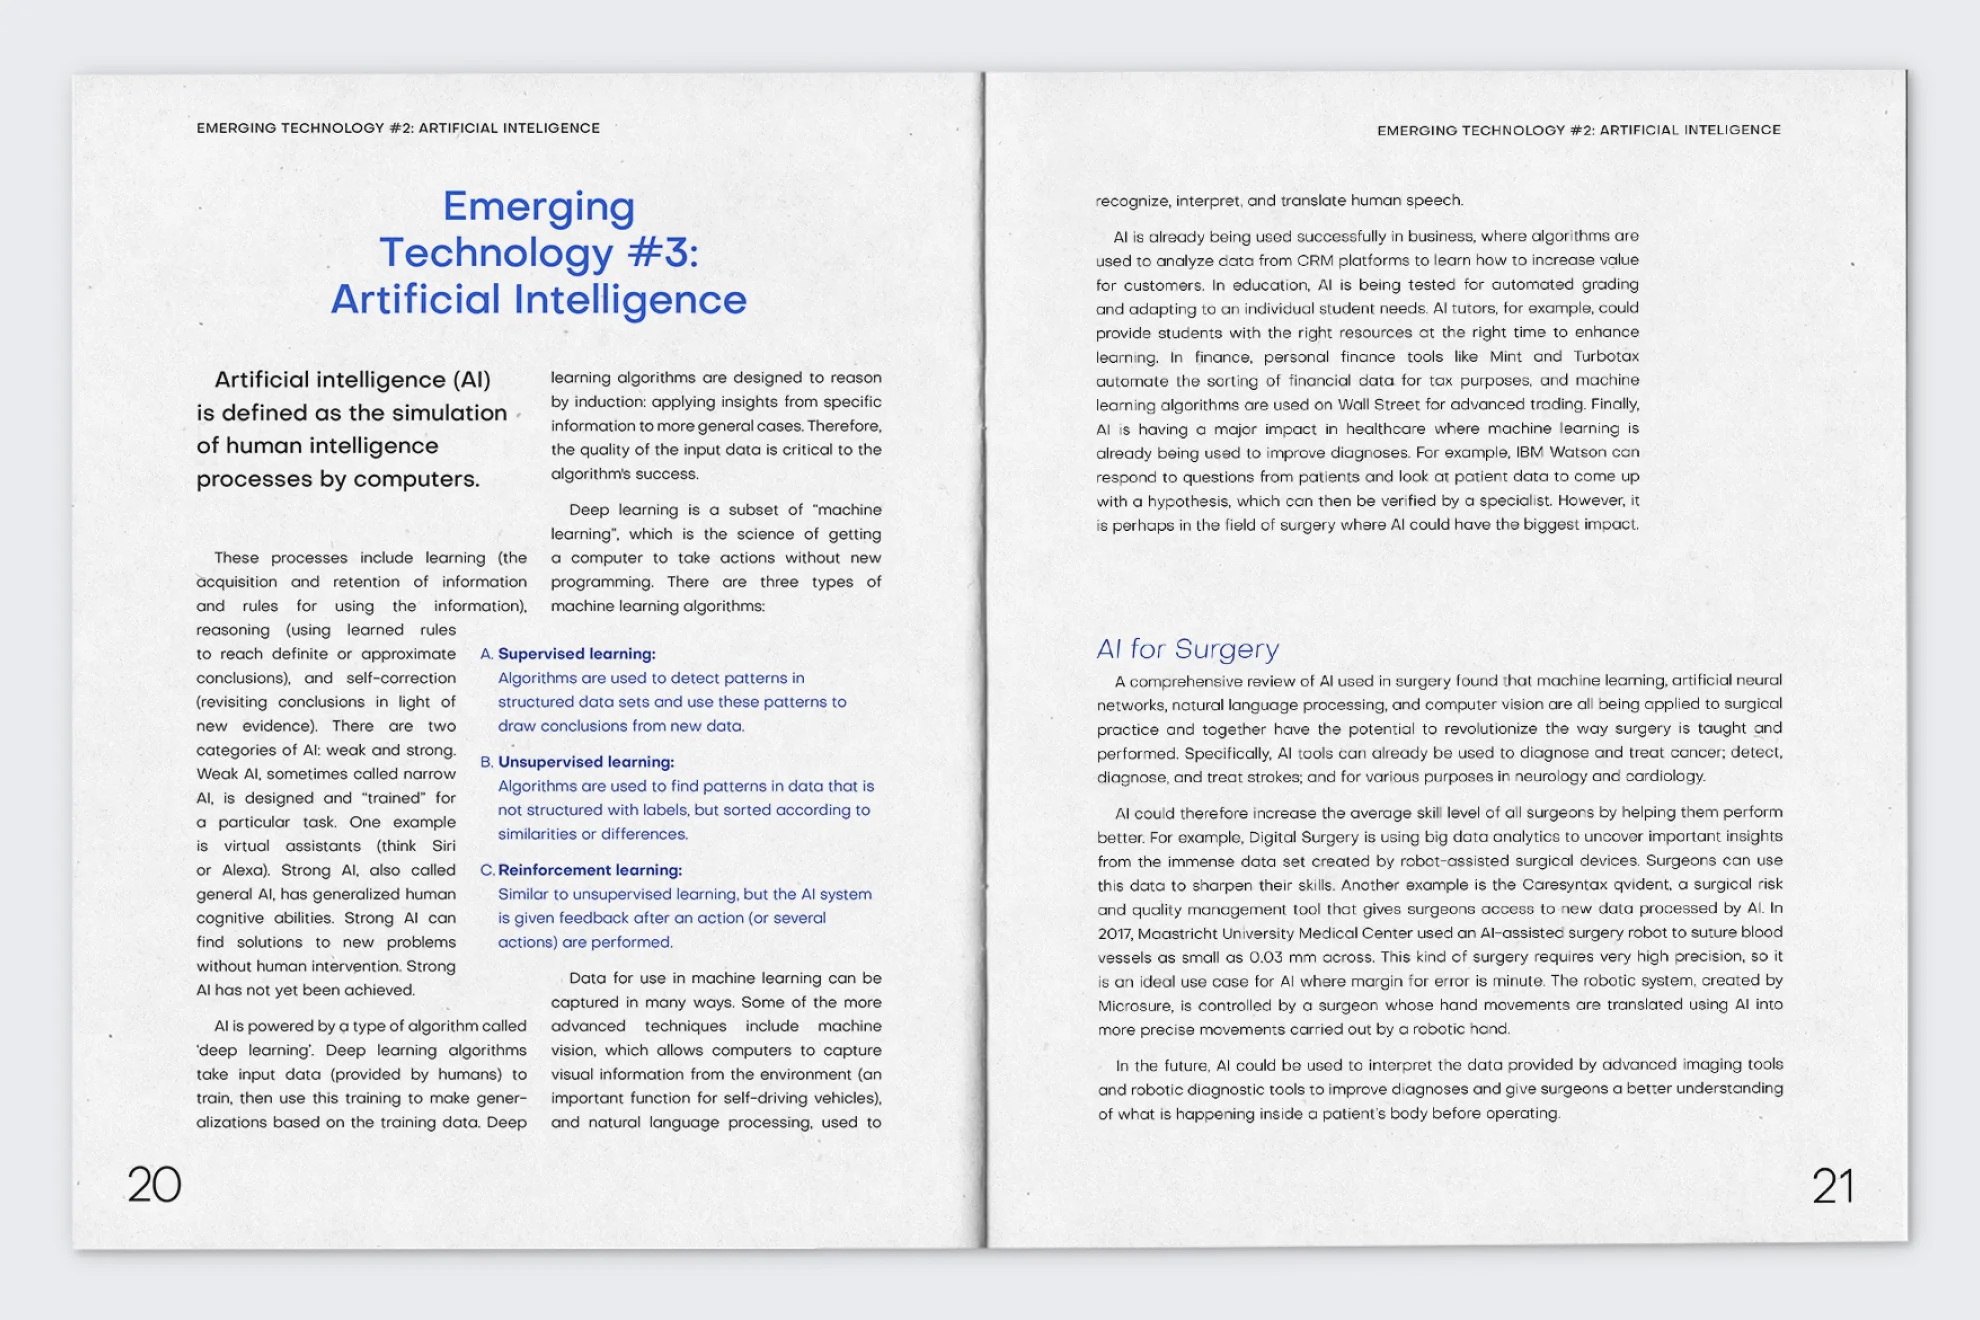 EMERGING TECHNOLOGY #2: ARTIFICIAL INTELIGENCE
Emerging
Technology #3:
Artificial Intelligence
Artificial intelligence (AI)
is defined as the simulation
of human intelligence
processes by computers.
These processes include learning (the
acquisition and retention of information
and rules for using the information),
reasoning (using learned rules
to reach definite or approximate
conclusions), and self-correction
(revisiting conclusions in light of
new evidence). There are two
categories of AI: weak and strong.
Weak AI, sometimes called narrow
AI, is designed and "trained" for
a particular task. One example
is virtual assistants (think Siri
or Alexa). Strong AI, also called
general AI, has generalized human
cognitive abilities. Strong AI can
find solutions to new problems
without human intervention. Strong
AI has not yet been achieved.
AI is powered by a type of algorithm called
'deep learning'. Deep learning algorithms
take input data (provided by humans) to
train, then use this training to make gener-
alizations based on the training data. Deep
learning algorithms are designed to reason
by induction: applying insights from specific
information to more general cases. Therefore,
the quality of the input data is critical to the
algorithm's success.
Deep learning is a subset of "machine
learning", which is the science of getting
a computer to take actions without new
programming. There are three types of
machine learning algorithms:
A. Supervised learning:
Algorithms are used to detect patterns in
structured data sets and use these patterns to
draw conclusions from new data.
B. Unsupervised learning:
Algorithms are used to find patterns in data that is
not structured with labels, but sorted according to
similarities or differences.
C. Reinforcement learning:
Similar to unsupervised learning, but the AI system
is given feedback after an action (or several
actions) are performed.
Data for use in machine learning can be
captured in many ways. Some of the more
advanced techniques include machine
vision, which allows computers to capture
visual information from the environment (an
important function for self-driving vehicles),
and natural language processing, used to
20
EMERGING TECHNOLOGY #2: ARTIFICIAL INTELIGENCE
recognize, interpret, and translate human speech.
AI is already being used successfully in business, where algorithms are
used to analyze data from CRM platforms to learn how to increase value
for customers. In education, AI is being tested for automated grading
and adapting to an individual student needs. AI tutors, for example, could
provide students with the right resources at the right time to enhance
learning. In finance, personal finance tools like Mint and Turbotax
automate the sorting of financial data for tax purposes, and machine
learning algorithms are used on Wall Street for advanced trading. Finally,
AI is having a major impact in healthcare where machine learning is
already being used to improve diagnoses. For example, IBM Watson can
respond to questions from patients and look at patient data to come up
with a hypothesis, which can then be verified by a specialist. However, it
is perhaps in the field of surgery where AI could have the biggest impact.
AI for Surgery
A comprehensive review of AI used in surgery found that machine learning, artificial neural
networks, natural language processing, and computer vision are all being applied to surgical
practice and together have the potential to revolutionize the way surgery is taught and
performed. Specifically, AI tools can already be used to diagnose and treat cancer; detect,
diagnose, and treat strokes; and for various purposes in neurology and cardiology.
AI could therefore increase the average skill level of all surgeons by helping them perform
better. For example, Digital Surgery is using big data analytics to uncover important insights
from the immense data set created by robot-assisted surgical devices. Surgeons can use
this data to sharpen their skills. Another example is the Caresyntax qvident, a surgical risk
and quality management tool that gives surgeons access to new data processed by AI. In
2017, Maastricht University Medical Center used an AI-assisted surgery robot to suture blood
vessels as small as 0.03 mm across. This kind of surgery requires very high precision, so it
is an ideal use case for AI where margin for error is minute. The robotic system, created by
Microsure, is controlled by a surgeon whose hand movements are translated using AI into
more precise movements carried out by a robotic hand.
In the future, AI could be used to interpret the data provided by advanced imaging tools
and robotic diagnostic tools to improve diagnoses and give surgeons a better understanding
of what is happening inside a patient's body before operating.
21